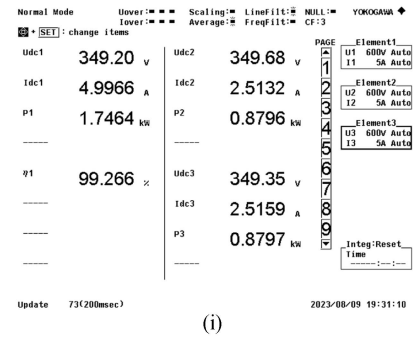 Normal Mode Uover: Scaling: LineFilt: NULL: YOKOGAWA
Iover: Average: FreqFilt: CF:3
+ SET : change items
PAGE
Udc1 349.20 V
Idc1 4.9966 A
P1 1.7464 kW
-----
η1 99.266 %
-----
-----
-----
Udc2 349.68 V
Idc2 2.5132 A
P2 0.8796 kW
-----
Udc3 349.35 V
Idc3 2.5159 A
P3 0.8797 kW
-----
1
2
3
4
5
6
7
8
9
Element1
U1 600V Auto
I1 5A Auto
Element2
U2 600V Auto
I2 5A Auto
Element3
U3 600V Auto
I3 5A Auto
Integ:Reset
Time
-----:--:--
Update 73(200msec) 2023/08/09 19:31:10
(i)